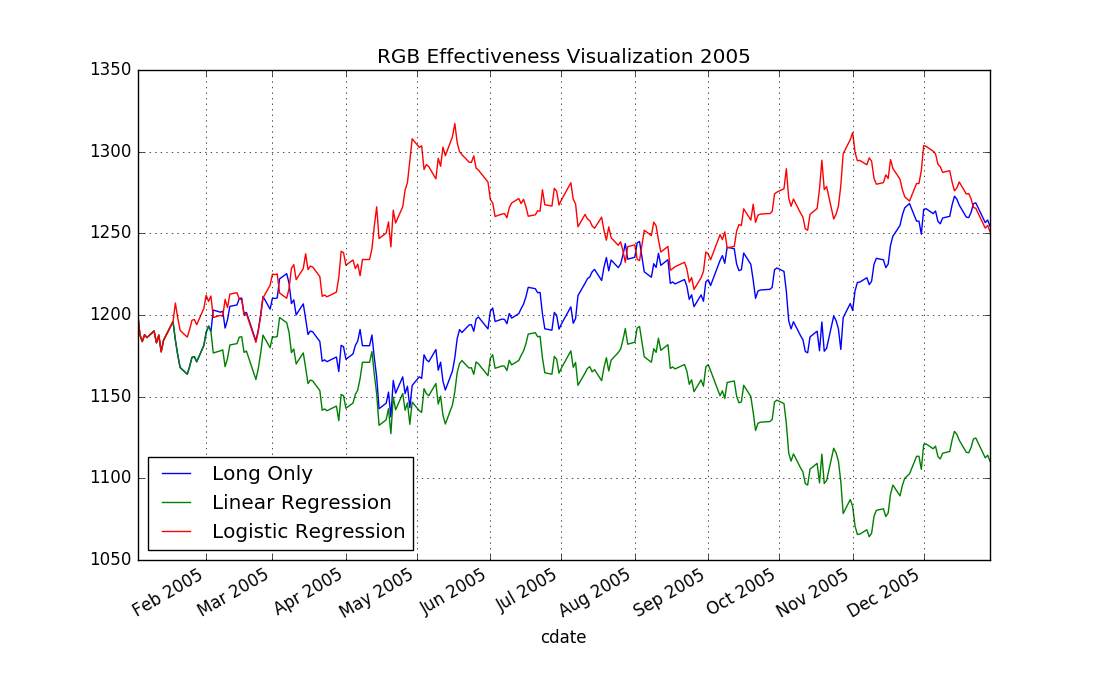 RGB Effectiveness Visualization 2005
1350
1300
1250
1200
1150
1100
1050
Long Only
Linear Regression
Logistic Regression
Feb 2005
Mar 2005
Apr 2005
May 2005
Jun 2005
Jul 2005
Aug 2005
Sep 2005
Oct 2005
Nov 2005
Dec 2005
cdate